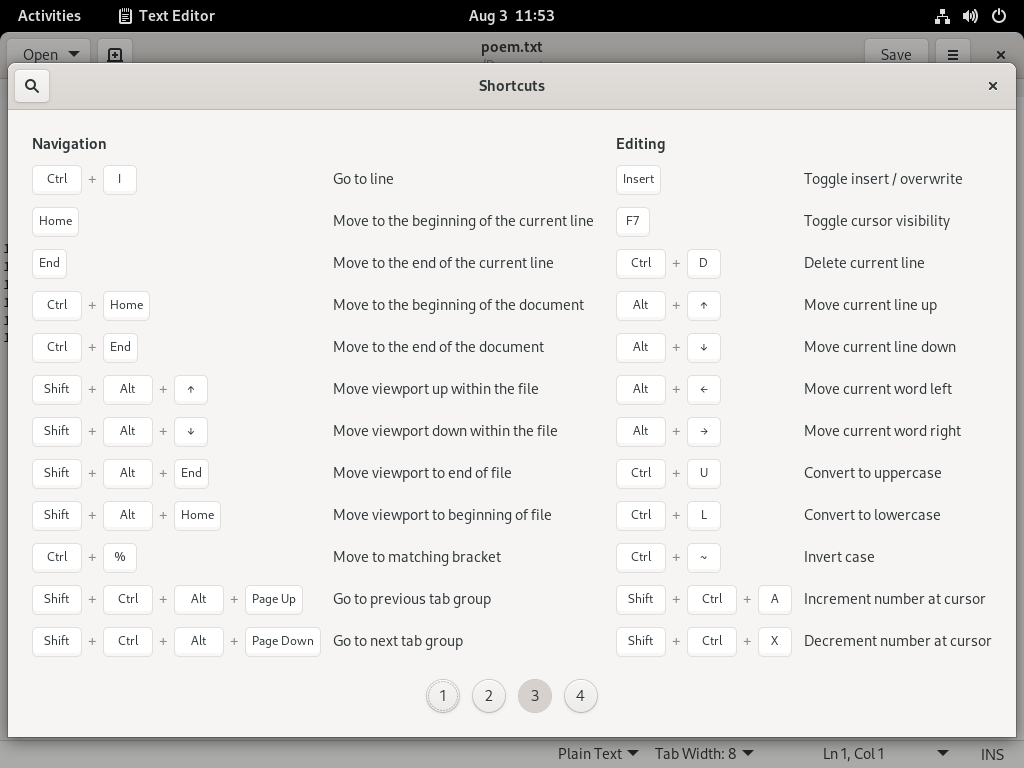 Activities Text Editor Aug 3 11:53
Open poem.txt Save
Shortcuts
Navigation
Ctrl + I Go to line
Home Move to the beginning of the current line
End Move to the end of the current line
Ctrl + Home Move to the beginning of the document
Ctrl + End Move to the end of the document
Shift + Alt + ↑ Move viewport up within the file
Shift + Alt + ↓ Move viewport down within the file
Shift + Alt + End Move viewport to end of file
Shift + Alt + Home Move viewport to beginning of file
Ctrl + % Move to matching bracket
Shift + Ctrl + Alt + Page Up Go to previous tab group
Shift + Ctrl + Alt + Page Down Go to next tab group
Editing
Insert Toggle insert / overwrite
F7 Toggle cursor visibility
Ctrl + D Delete current line
Alt + ↑ Move current line up
Alt + ↓ Move current line down
Alt + ← Move current word left
Alt + → Move current word right
Ctrl + U Convert to uppercase
Ctrl + L Convert to lowercase
Ctrl + ~ Invert case
Shift + Ctrl + A Increment number at cursor
Shift + Ctrl + X Decrement number at cursor
1 2 3 4
Plain Text Tab Width: 8 Ln 1, Col 1 INS